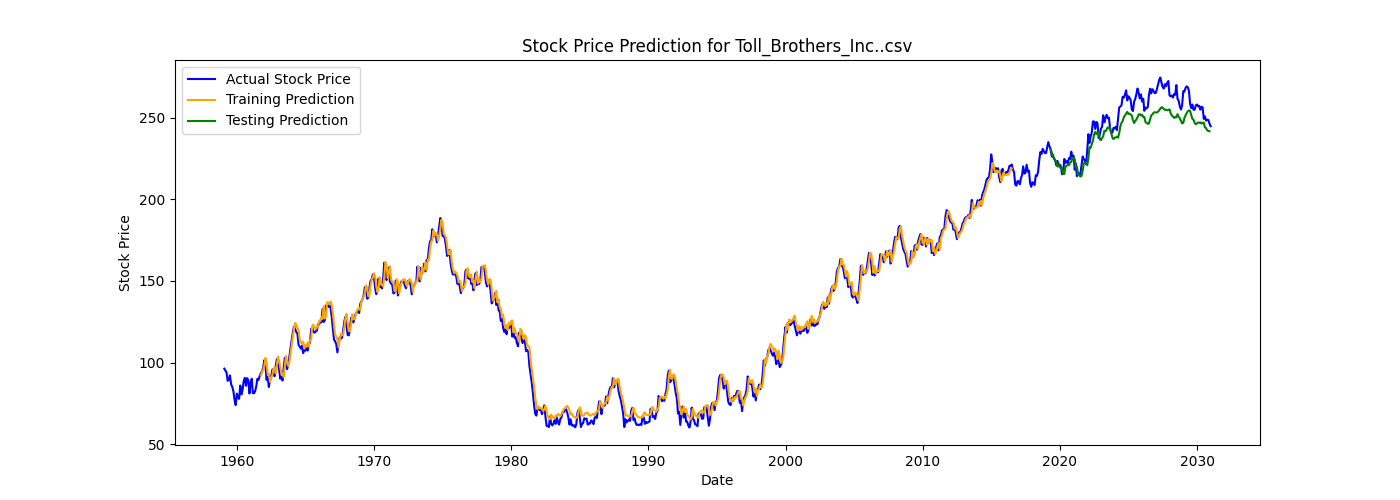 Stock Price Prediction for Toll_Brothers_Inc..csv
Actual Stock Price
Training Prediction
Testing Prediction
250
200
150
100
50
Stock Price
1960 1970 1980 1990 2000 2010 2020 2030
Date